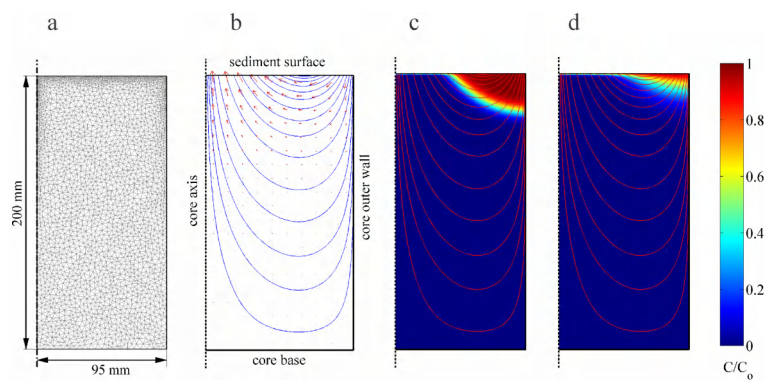 a
b
c
d
sediment surface
200 mm
core axis
core outer wall
95 mm
core base
1
0.8
0.6
0.4
0.2
0
C/Co